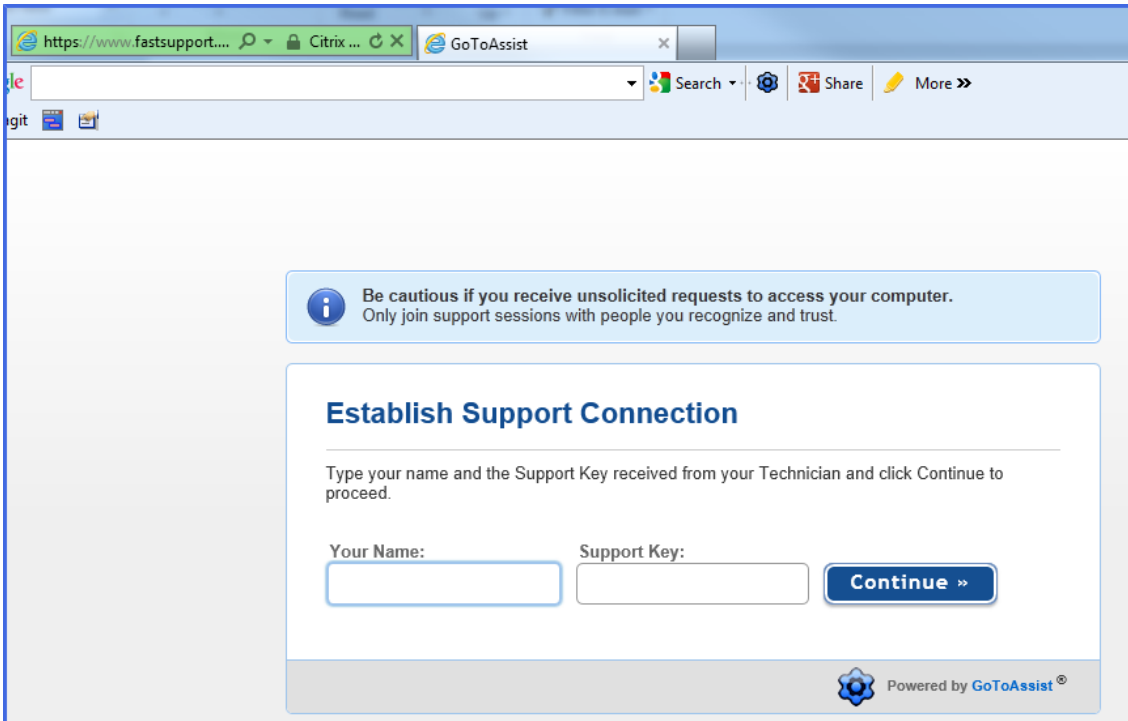 https://www.fastsupport.... Citrix ... GoToAssist
gle Search Share More »
agit
Be cautious if you receive unsolicited requests to access your computer.
Only join support sessions with people you recognize and trust.
Establish Support Connection
Type your name and the Support Key received from your Technician and click Continue to
proceed.
Your Name: Support Key:
Continue »
Powered by GoToAssist ®